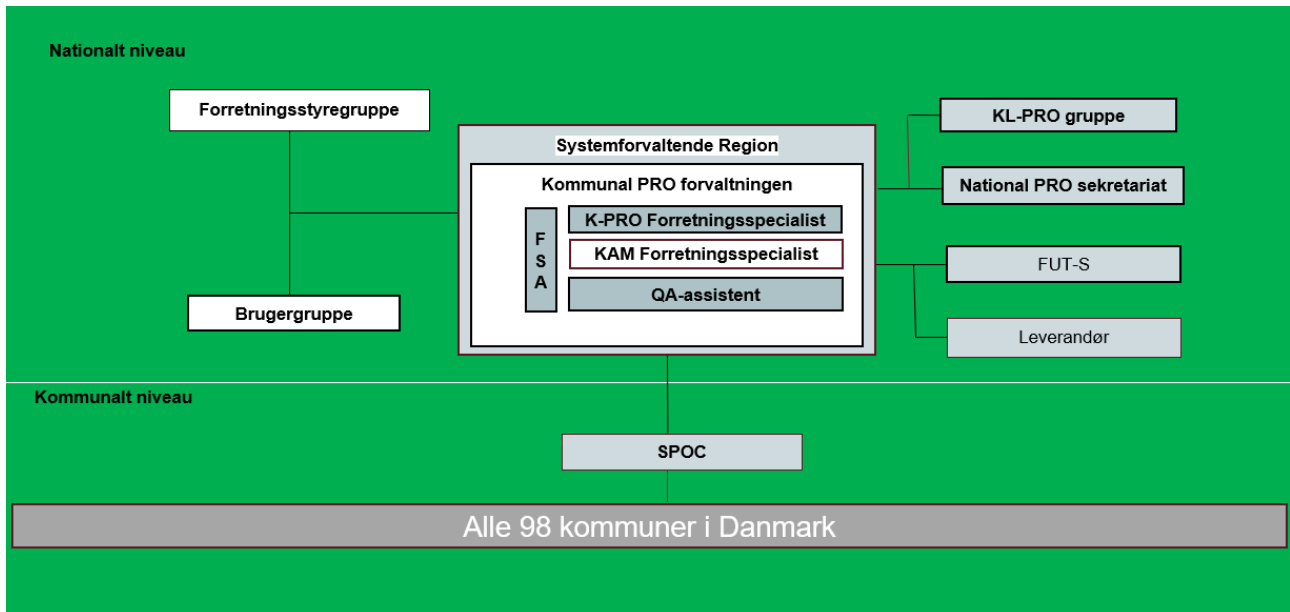 Nationalt niveau
Forretningsstyregruppe
Brugergruppe
Systemforvaltende Region
Kommunal PRO forvaltningen
F
S
A
K-PRO Forretningsspecialist
KAM Forretningsspecialist
QA-assistent
KL-PRO gruppe
National PRO sekretariat
FUT-S
Leverandør
Kommunalt niveau
SPOC
Alle 98 kommuner i Danmark